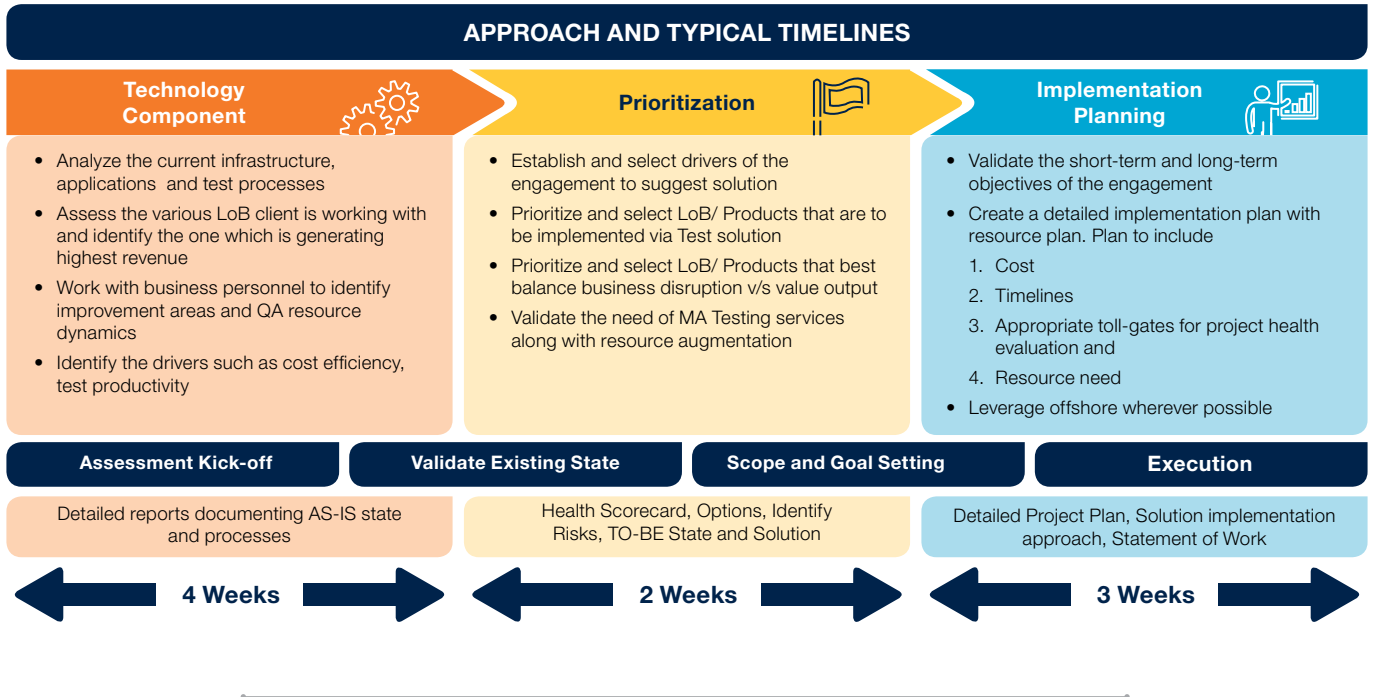 APPROACH AND TYPICAL TIMELINES
Technology
Component
• Analyze the current infrastructure,
applications and test processes
• Assess the various LoB client is working with
and identify the one which is generating
highest revenue
• Work with business personnel to identify
improvement areas and QA resource
dynamics
• Identify the drivers such as cost efficiency,
test productivity
Prioritization
• Establish and select drivers of the
engagement to suggest solution
• Prioritize and select LoB/ Products that are to
be implemented via Test solution
• Prioritize and select LoB/ Products that best
balance business disruption v/s value output
• Validate the need of MA Testing services
along with resource augmentation
Implementation
Planning
• Validate the short-term and long-term
objectives of the engagement
• Create a detailed implementation plan with
resource plan. Plan to include
1. Cost
2. Timelines
3. Appropriate toll-gates for project health
evaluation and
4. Resource need
• Leverage offshore wherever possible
Assessment Kick-off
Validate Existing State
Scope and Goal Setting
Execution
Detailed reports documenting AS-IS state
and processes
Health Scorecard, Options, Identify
Risks, TO-BE State and Solution
Detailed Project Plan, Solution implementation
approach, Statement of Work
4 Weeks
2 Weeks
3 Weeks